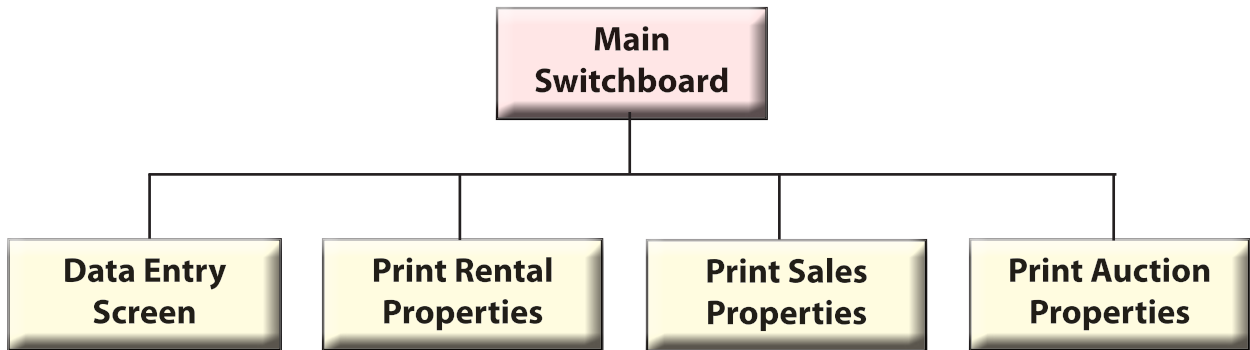 Main
Switchboard
Data Entry
Screen
Print Rental
Properties
Print Sales
Properties
Print Auction
Properties